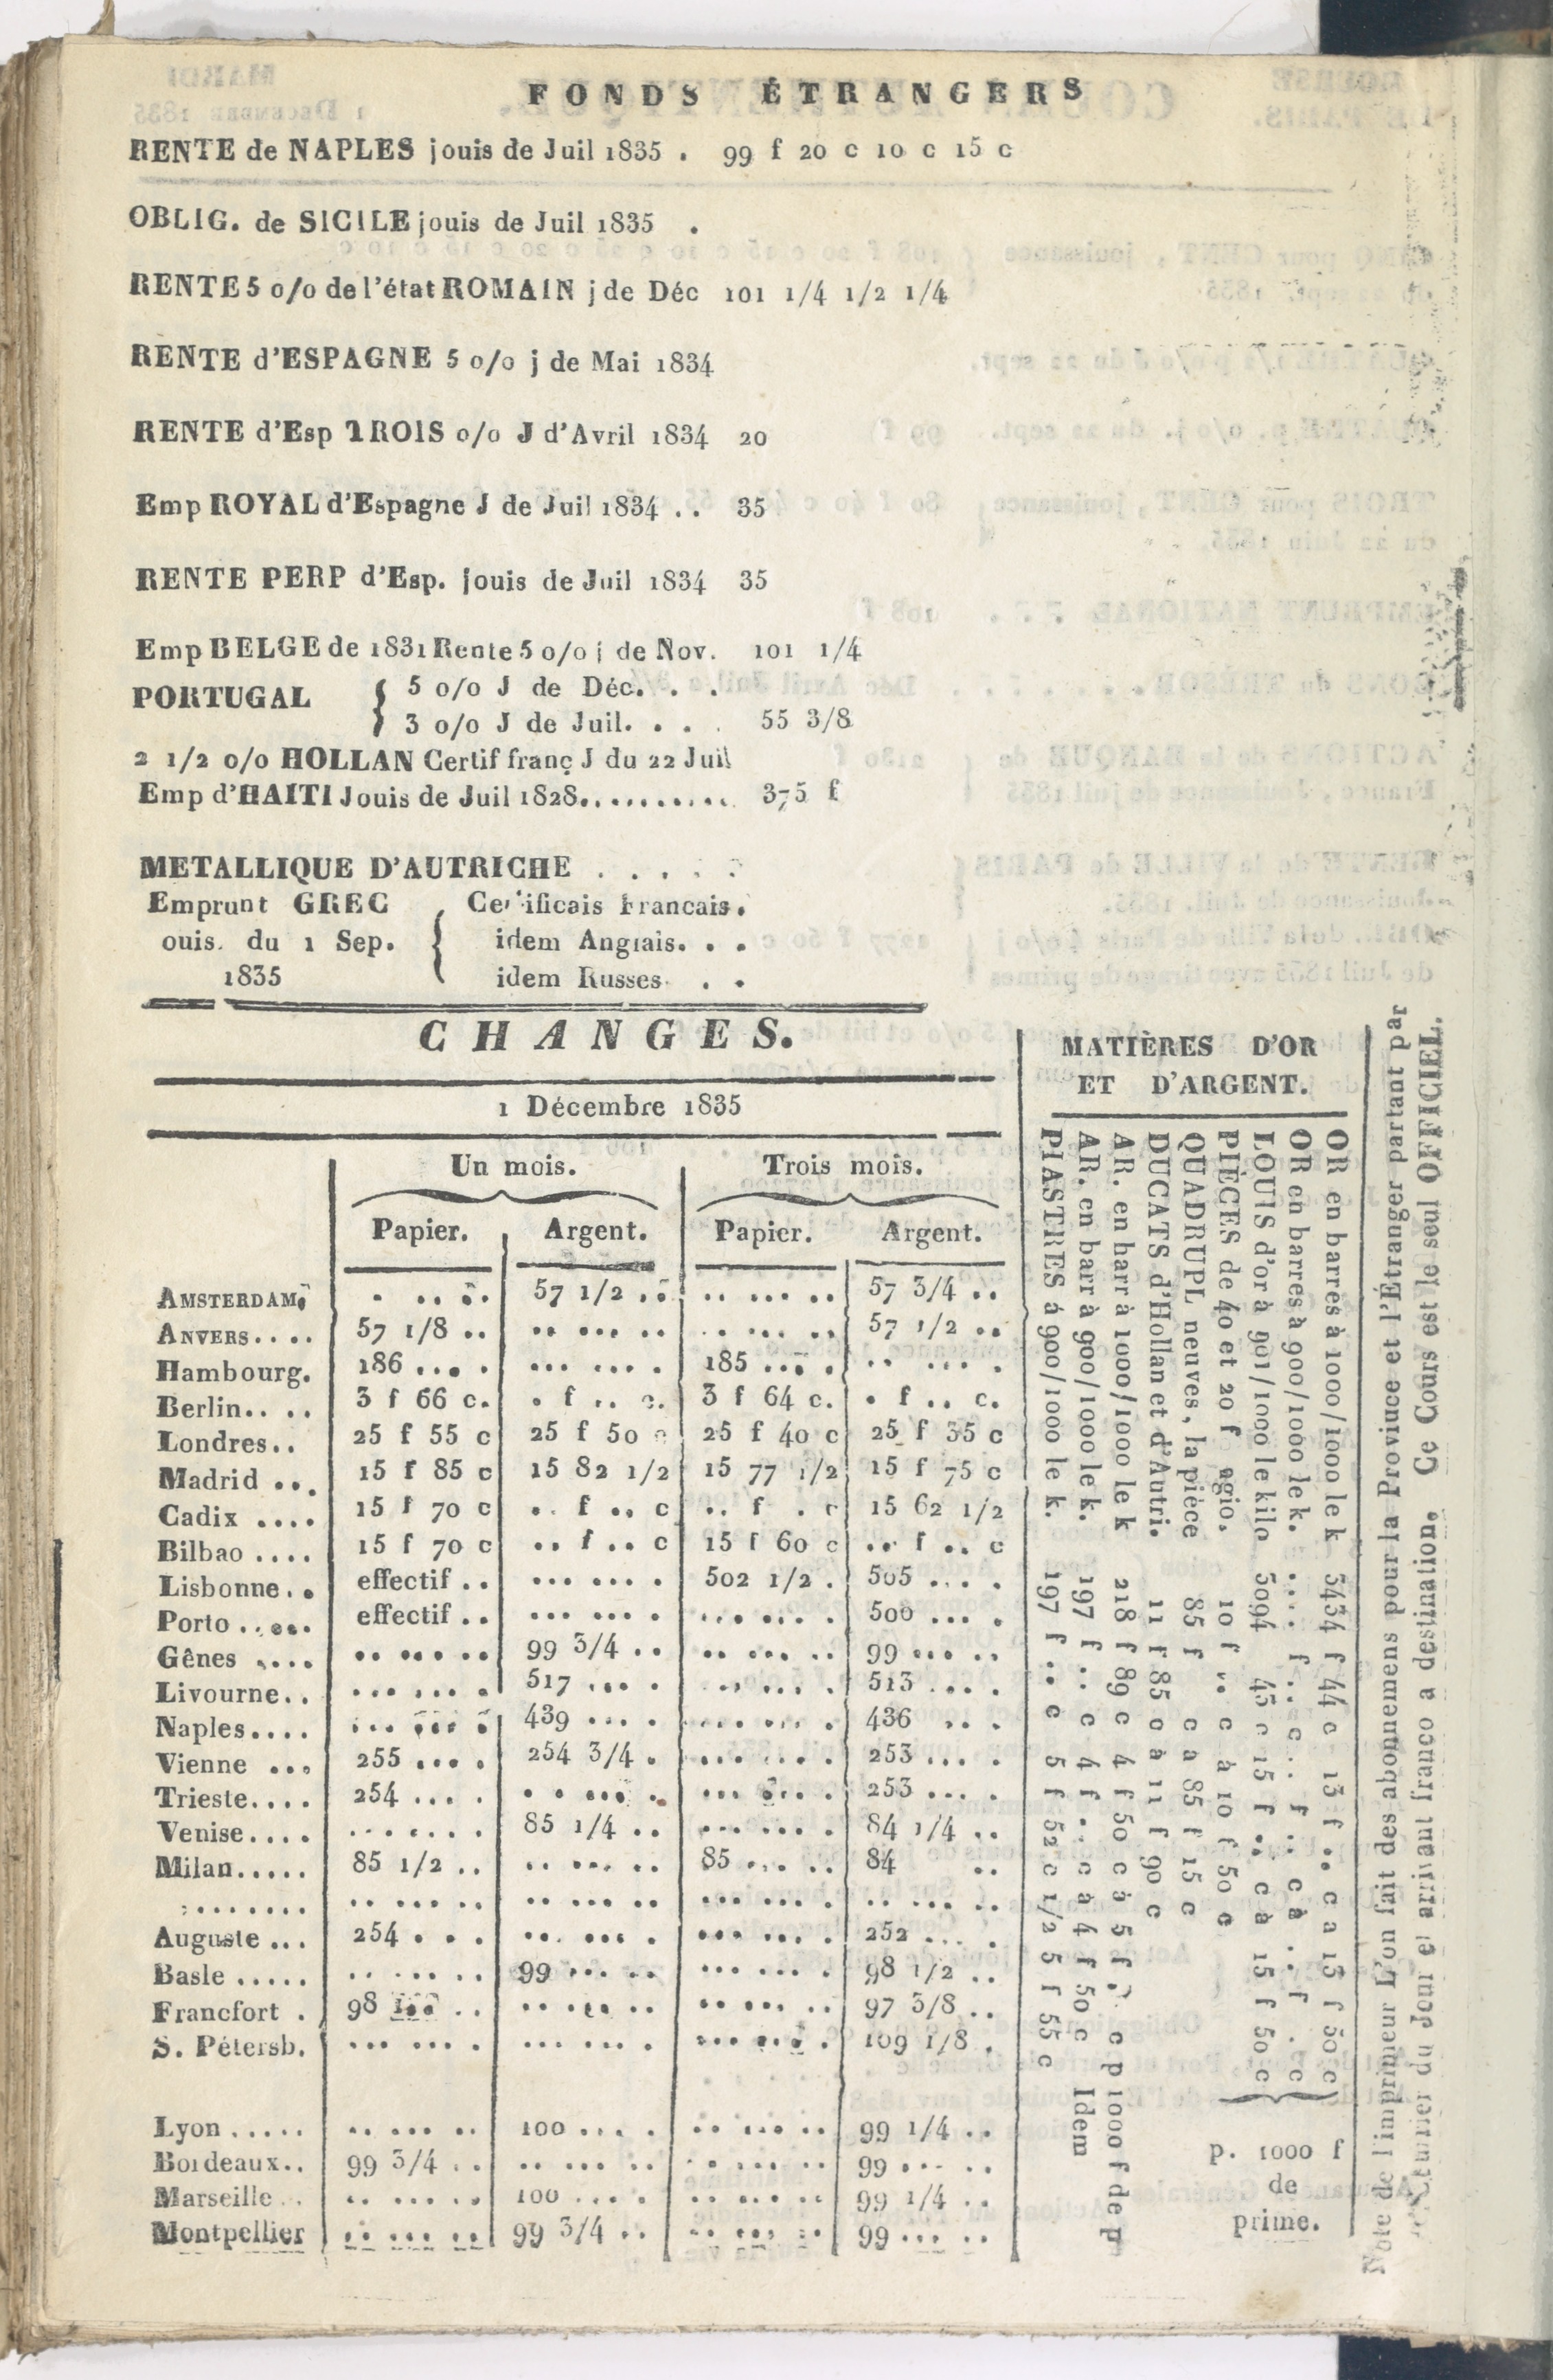 FONDS ÉTRANGERS
RENTE de NAPLES jouis de Juil 1835 . 99 f 20 c 10 c 15 c
OBLIG. de SICILE jouis de Juil 1835 .
RENTE 5 o/o de l'état ROMAIN j de Déc 101 1/4 1/2 1/4
RENTE d'ESPAGNE 5 o/o j de Mai 1834
RENTE d'Esp TROIS o/o J d'Avril 1834 20
Emp ROYAL d'Espagne J de Juil 1834 . . 35
RENTE PERP d'Esp. jouis de Juil 1834 35
Emp BELGE de 1831 Rente 5 o/o j de Nov. 101 1/4
PORTUGAL { 5 o/o J de Déc. . .
3 o/o J de Juil. . . . 55 3/8
2 1/2 o/o HOLLAN Certif franç J du 22 Juil
Emp d'HAITI Jouis de Juil 1828........... 375 f
METALLIQUE D'AUTRICHE . . . . .
Emprunt GREC { Certificais Francais.
ouis. du 1 Sep. idem Anglais. . .
1835 idem Russes . .
CHANGES.
1 Décembre 1835
Un mois. Trois mois.
Papier. Argent. Papier. Argent.
AMSTERDAM. . .. .. 57 1/2 .. .. ... .. 57 3/4 ..
ANVERS.... 57 1/8 .. .. ... .. .. ... .. 57 1/2 ..
Hambourg. 186 .... . ... ... . 185 ... . .. ... .
Berlin.. .. 3 f 66 c. . f .. c. 3 f 64 c. . f .. c.
Londres.. 25 f 55 c 25 f 50 c 25 f 40 c 25 f 35 c
Madrid ... 15 f 85 c 15 82 1/2 15 77 1/2 15 f 75 c
Cadix .... 15 f 70 c .. f .. c .. f . c 15 62 1/2
Bilbao .... 15 f 70 c .. f .. c 15 f 60 c .. f .. c
Lisbonne.. effectif .. ... ... . 502 1/2 . 505 ... .
Porto ..... effectif .. ... ... . ... ... . 500 ... .
Gênes .... .. ... .. 99 3/4 .. .. ... .. 99 ... ..
Livourne.. ... ... . 517 ... . ... ... . 513 ... .
Naples.... ... ... . 439 ... . ... ... . 436 ... .
Vienne ... 255 ... . 254 3/4 . ... ... . 253 ... .
Trieste.... 254 ... . . . ... . ... ... . 253 ... .
Venise.... ... ... . 85 1/4 .. ... ... . 84 1/4 ..
Milan..... 85 1/2 .. .. ... .. 85 ... .. 84 ..
........ .. ... .. .. ... .. ... ... .. .. ... ..
Auguste ... 254 . . . ... ... . ... ... . 252 ... .
Basle ..... .. ... .. 99 ... .. ... ... . 98 1/2 ..
Francfort . 98 .. .. ... .. .. ... .. 97 3/8 ..
S. Pétersb. ... ... . ... ... . ... ... . 109 1/8 .
Lyon ..... .. ... .. 100 ... . .. ... .. 99 1/4 ..
Bordeaux.. 99 3/4 .. .. ... .. .. ... .. 99 ... ..
Marseille .. .. ... .. 100 ... . .. ... .. 99 1/4 ..
Montpellier .. ... .. 99 3/4 .. .. ... .. 99 ... ..
MATIÈRES D'OR
ET D'ARGENT.
OR en barres à 1000/1000 le k 3434 f 44 c 13 f .. c a 13 f 50 c
OR en barres à 900/1000 le k. .... f .. c .. f .. c à .. f . c
LOUIS d'or à 901/1000 le kilo 3094 45 c 15 f .. c à 15 f 50 c
p. 1000 f
de
prime.
PIÈCES de 40 et 20 f agio, 10 f .. c à 10 f 50 c
QUADRUPL neuves, la pièce 85 f c a 85 f 15 c
DUCATS d'Hollan et d'Autri. 11 f 85 c à 11 f 90 c
AR. en barr à 1000/1000 le k 218 f 89 c 4 f 50 c à 5 f . c p 1000 f de p
AR. en barr à 900/1000 le k. 197 f .. c 4 f .. c à 4 f 50 c Idem
PIASTRES à 900/1000 le k. 197 f .. c 5 f 52 c 1/2 5 f 55 c
Note de l'imprimeur L'on fait des abonnemens pour la Province et l'Étranger partant par
Courrier du Jour et arrivant franco a destination. Ce Cours est le seul OFFICIEL.